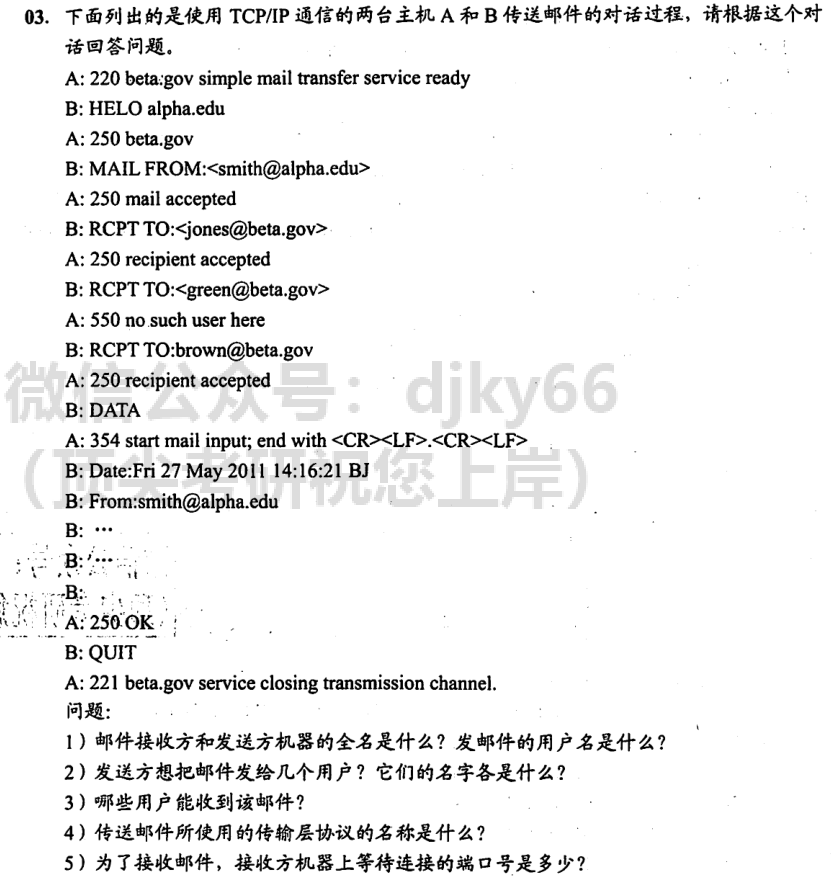 03. 下面列出的是使用 TCP/IP 通信的两台主机 A 和 B 传送邮件的对话过程，请根据这个对
话回答问题。
A: 220 beta.gov simple mail transfer service ready
B: HELO alpha.edu
A: 250 beta.gov
B: MAIL FROM:<smith@alpha.edu>
A: 250 mail accepted
B: RCPT TO:<jones@beta.gov>
A: 250 recipient accepted
B: RCPT TO:<green@beta.gov>
A: 550 no such user here
B: RCPT TO:brown@beta.gov
微信公众号：djky66
A: 250 recipient accepted
B: DATA
A: 354 start mail input; end with <CR><LF>.<CR><LF>
（顶尖考研祝您上岸）
B: Date:Fri 27 May 2011 14:16:21 BJ
B: From:smith@alpha.edu
B: …
B: …
B: .
A: 250 OK
B: QUIT
A: 221 beta.gov service closing transmission channel.
问题：
1）邮件接收方和发送方机器的全名是什么？发邮件的用户名是什么？
2）发送方想把邮件发给几个用户？它们的名字各是什么？
3）哪些用户能收到该邮件？
4）传送邮件所使用的传输层协议的名称是什么？
5）为了接收邮件，接收方机器上等待连接的端口号是多少？